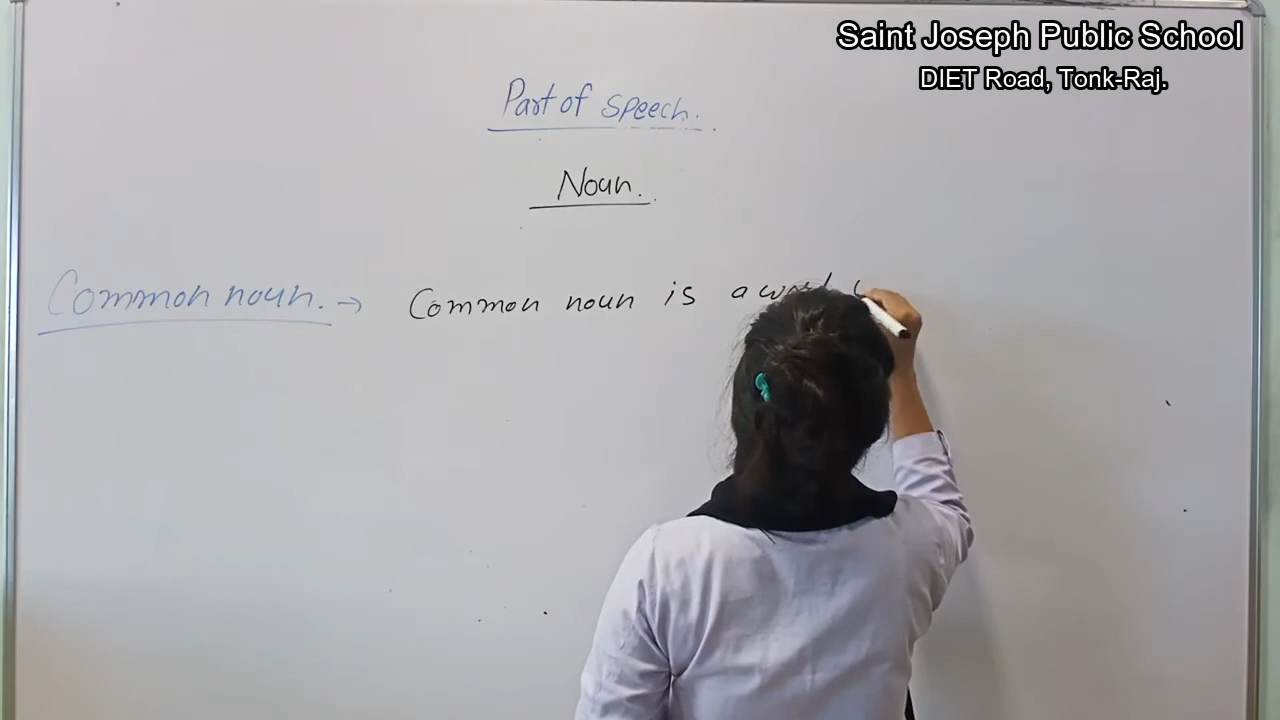 Saint Joseph Public School
DIET Road, Tonk-Raj.
Part of speech.
Noun.
Common noun. → Common noun is a word